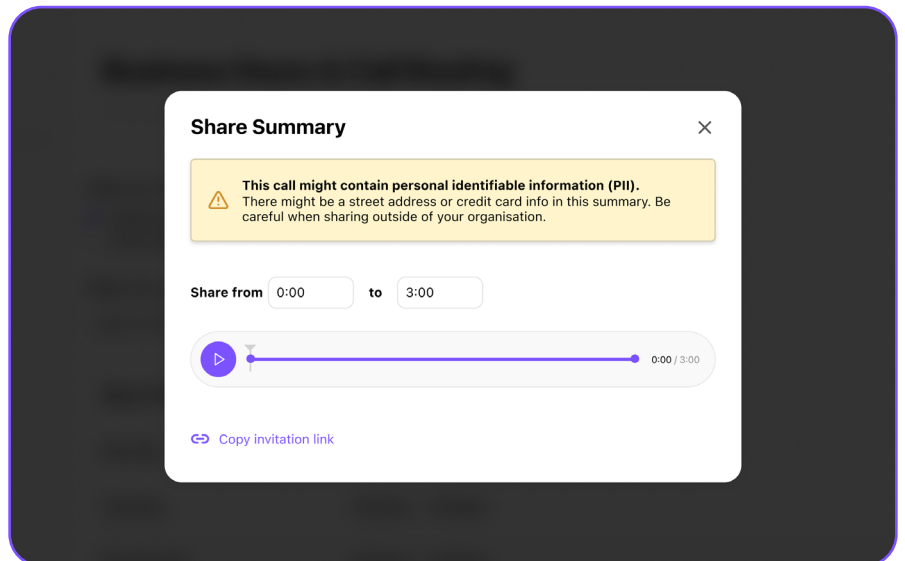 Share Summary
This call might contain personal identifiable information (PII).
There might be a street address or credit card info in this summary. Be
careful when sharing outside of your organisation.
Share from 0:00 to 3:00
0:00 / 3:00
Copy invitation link